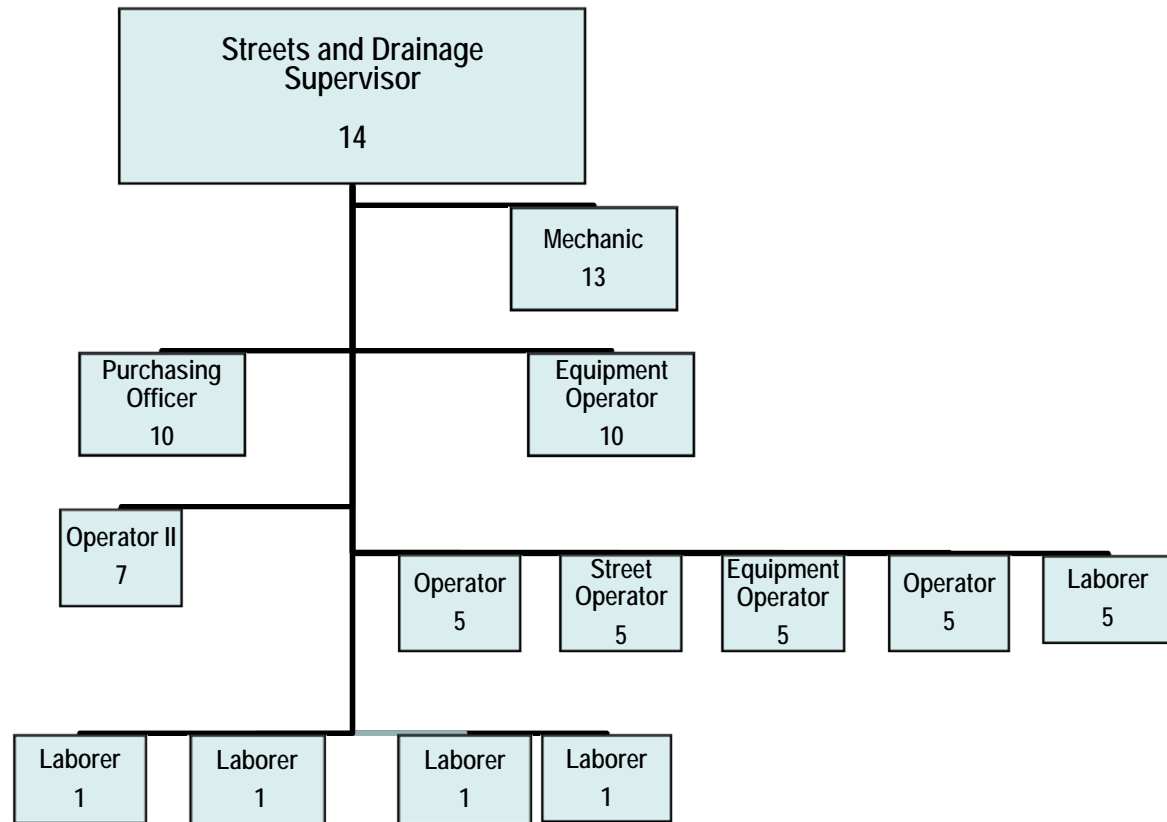 Streets and Drainage
Supervisor
14
Mechanic
13
Purchasing
Officer
10
Equipment
Operator
10
Operator II
7
Operator
5
Street
Operator
5
Equipment
Operator
5
Operator
5
Laborer
5
Laborer
1
Laborer
1
Laborer
1
Laborer
1